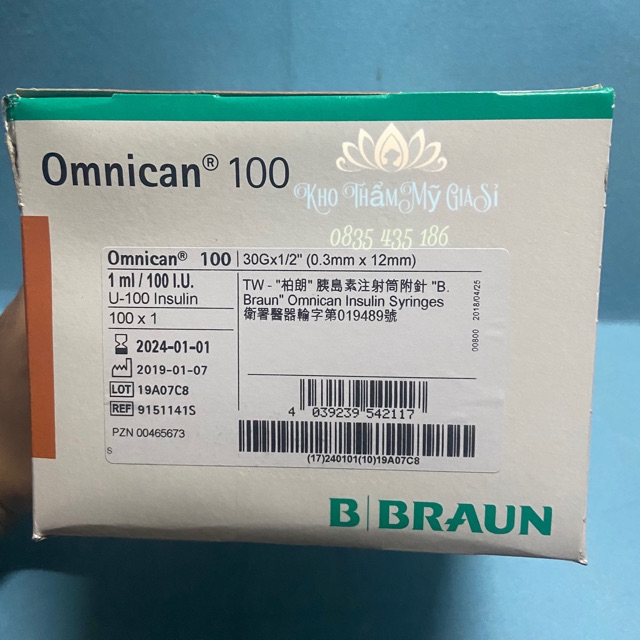 Omnican® 100
Kho Thẩm Mỹ Giá Sỉ
0835 435 186
Omnican® 100
30Gx1/2" (0.3mm x 12mm)
1 ml / 100 I.U.
U-100 Insulin
100 x 1
TW - "柏朗" 胰島素注射筒附針 "B.
Braun" Omnican Insulin Syringes
衛署醫器輸字第019489號
00800 2018/04/25
2024-01-01
2019-01-07
LOT 19A07C8
REF 9151141S
PZN 00465673
S
4 039239 542117
(17)240101(10)19A07C8
B|BRAUN